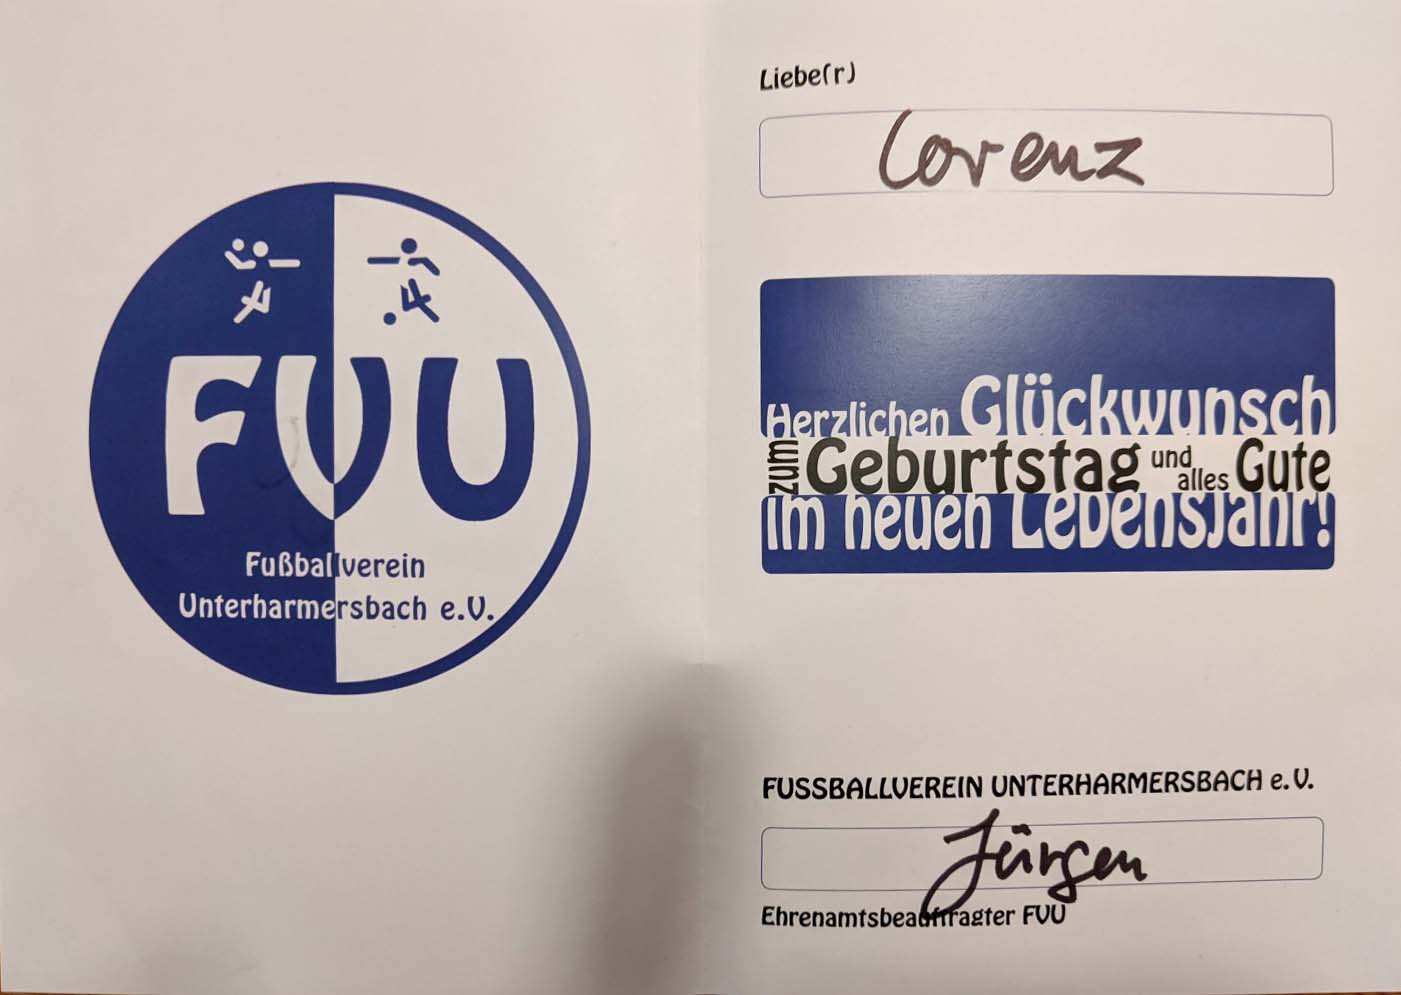 FVU
Fußballverein
Unterharmersbach e.V.
Liebe(r)
Lorenz
Herzlichen Glückwunsch
zum Geburtstag und alles Gute
im neuen Lebensjahr!
FUSSBALLVEREIN UNTERHARMERSBACH e.V.
Jürgen
Ehrenamtsbeauftragter FVU